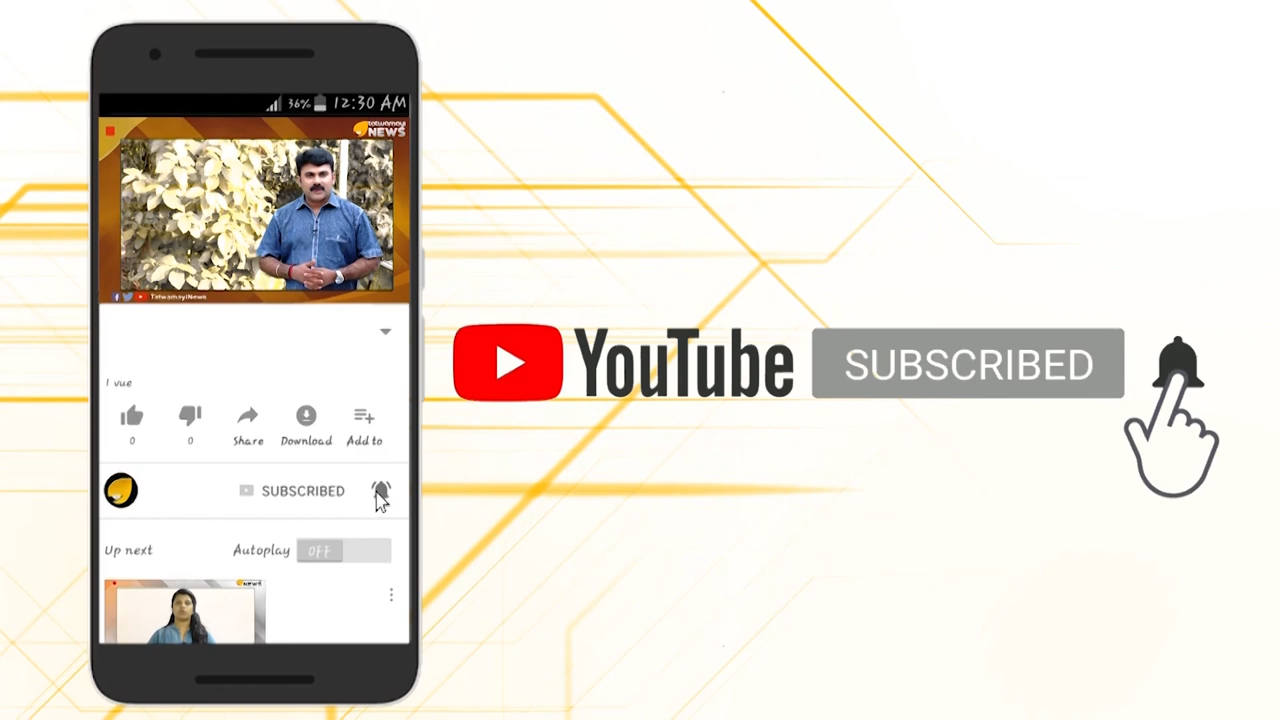 36% 12:30 AM
tatwamayi
NEWS
TatwamayiNews
1 vue
0 0 Share Download Add to
SUBSCRIBED
Up next Autoplay OFF
NEWS
YouTube SUBSCRIBED